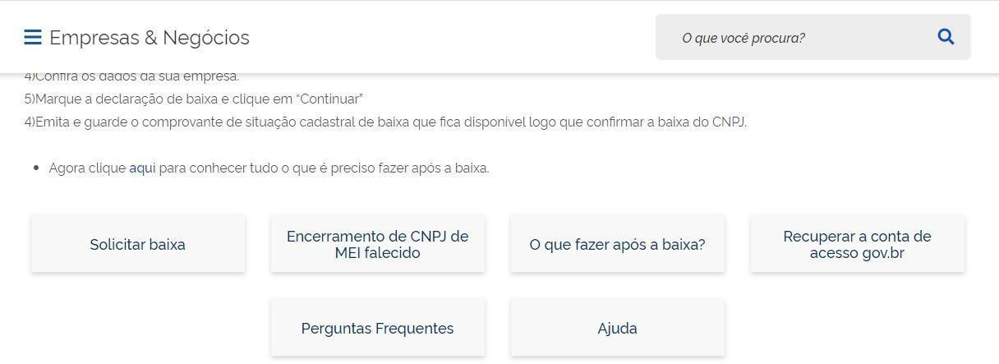 Empresas & Negócios
O que você procura?
4)Confira os dados da sua empresa.
5)Marque a declaração de baixa e clique em “Continuar”
4)Emita e guarde o comprovante de situação cadastral de baixa que fica disponível logo que confirmar a baixa do CNPJ.
Agora clique aqui para conhecer tudo o que é preciso fazer após a baixa.
Solicitar baixa
Encerramento de CNPJ de
MEI falecido
O que fazer após a baixa?
Recuperar a conta de
acesso gov.br
Perguntas Frequentes
Ajuda